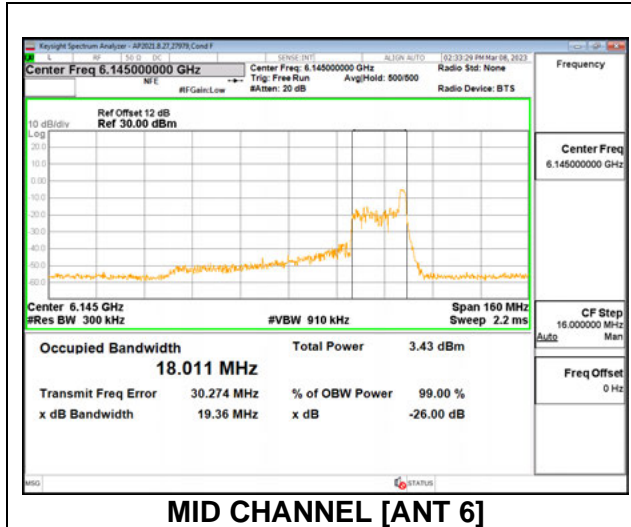 Keysight Spectrum Analyzer - AP2021.8.27,27979,Cond F
L RF 50 Ω DC SENSE:INT ALIGN AUTO 02:33:29 PM Mar 08, 2023
Center Freq 6.145000000 GHz Center Freq: 6.145000000 GHz Radio Std: None Frequency
NFE Trig: Free Run Avg|Hold: 500/500
#IFGain:Low #Atten: 20 dB Radio Device: BTS
Ref Offset 12 dB
10 dB/div Ref 30.00 dBm
Log
20.0
10.0
0.00
-10.0
-20.0
-30.0
-40.0
-50.0
-60.0
Center Freq
6.145000000 GHz
Center 6.145 GHz Span 160 MHz
#Res BW 300 kHz #VBW 910 kHz Sweep 2.2 ms
CF Step
16.000000 MHz
Auto Man
Occupied Bandwidth Total Power 3.43 dBm
18.011 MHz
Freq Offset
0 Hz
Transmit Freq Error 30.274 MHz % of OBW Power 99.00 %
x dB Bandwidth 19.36 MHz x dB -26.00 dB
MSG STATUS
MID CHANNEL [ANT 6]